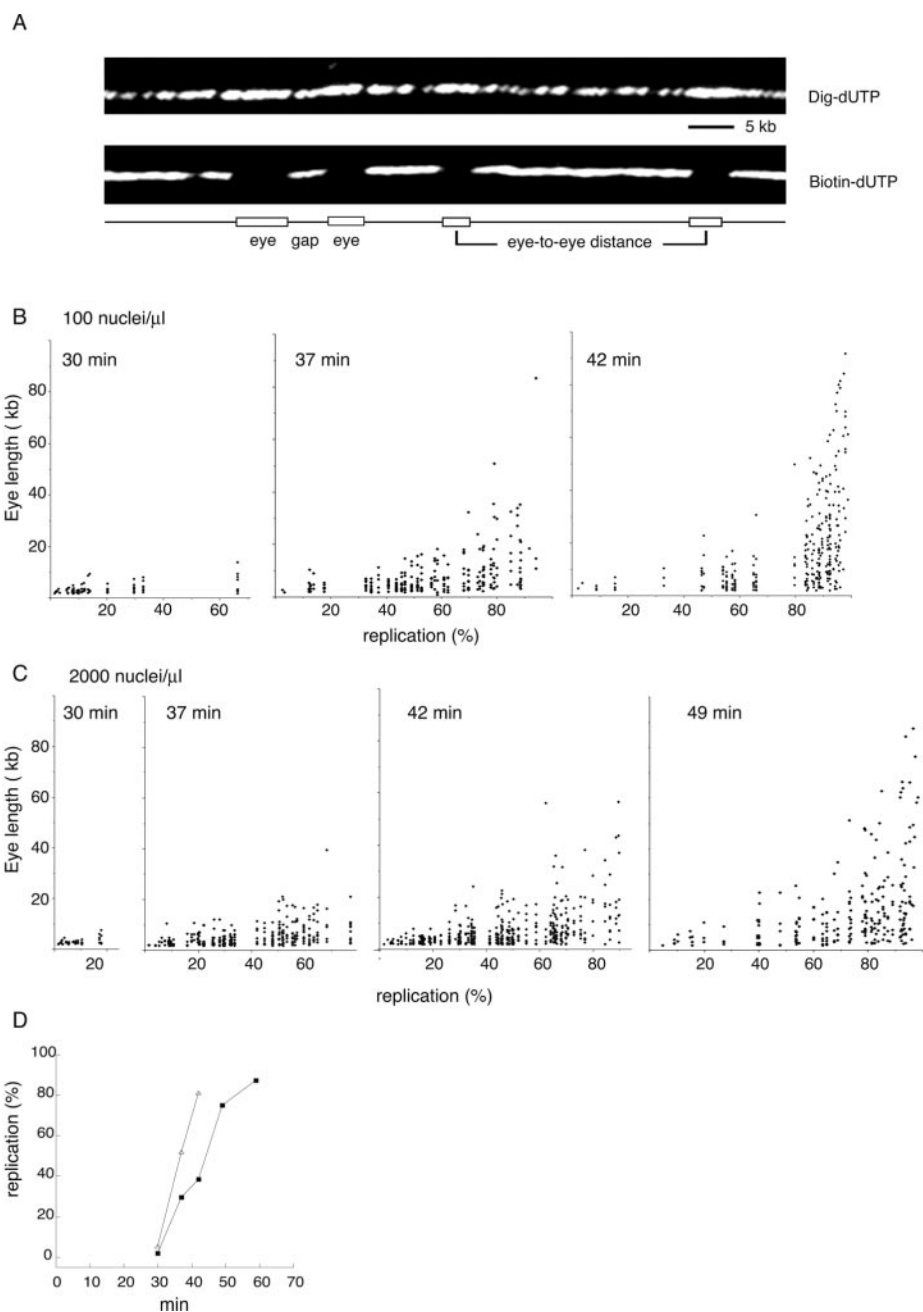 A
Dig-dUTP
5 kb
Biotin-dUTP
eye gap eye eye-to-eye distance
B
100 nuclei/μl
30 min 37 min 42 min
Eye length ( kb)
80
60
40
20
20 40 60 20 40 60 80 100 20 40 60 80
replication (%)
C
2000 nuclei/μl
30 min 37 min 42 min 49 min
Eye length ( kb)
80
60
40
20
20 20 40 60 20 40 60 80 20 40 60 80
replication (%)
D
replication (%)
100
80
60
40
20
0
0 10 20 30 40 50 60 70
min